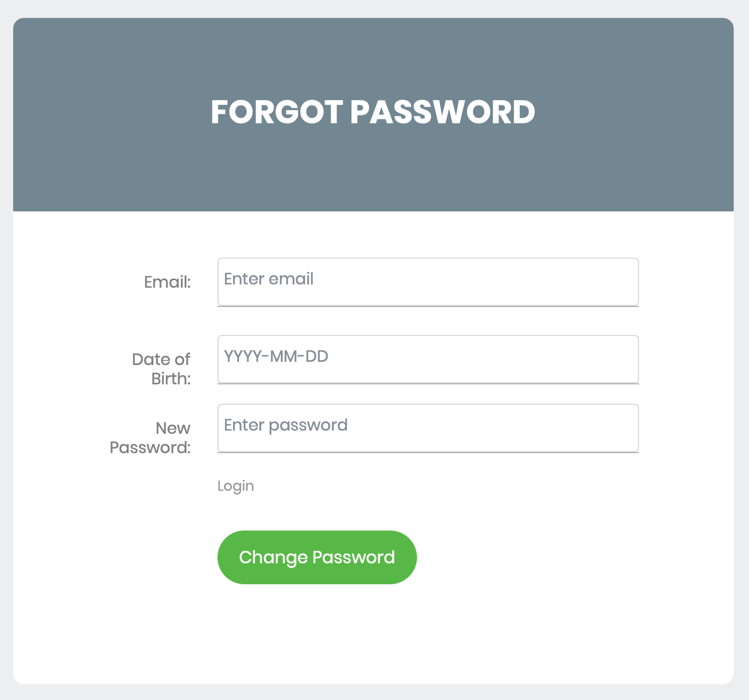 FORGOT PASSWORD
Email:
Enter email
Date of
Birth:
YYYY-MM-DD
New
Password:
Enter password
Login
Change Password